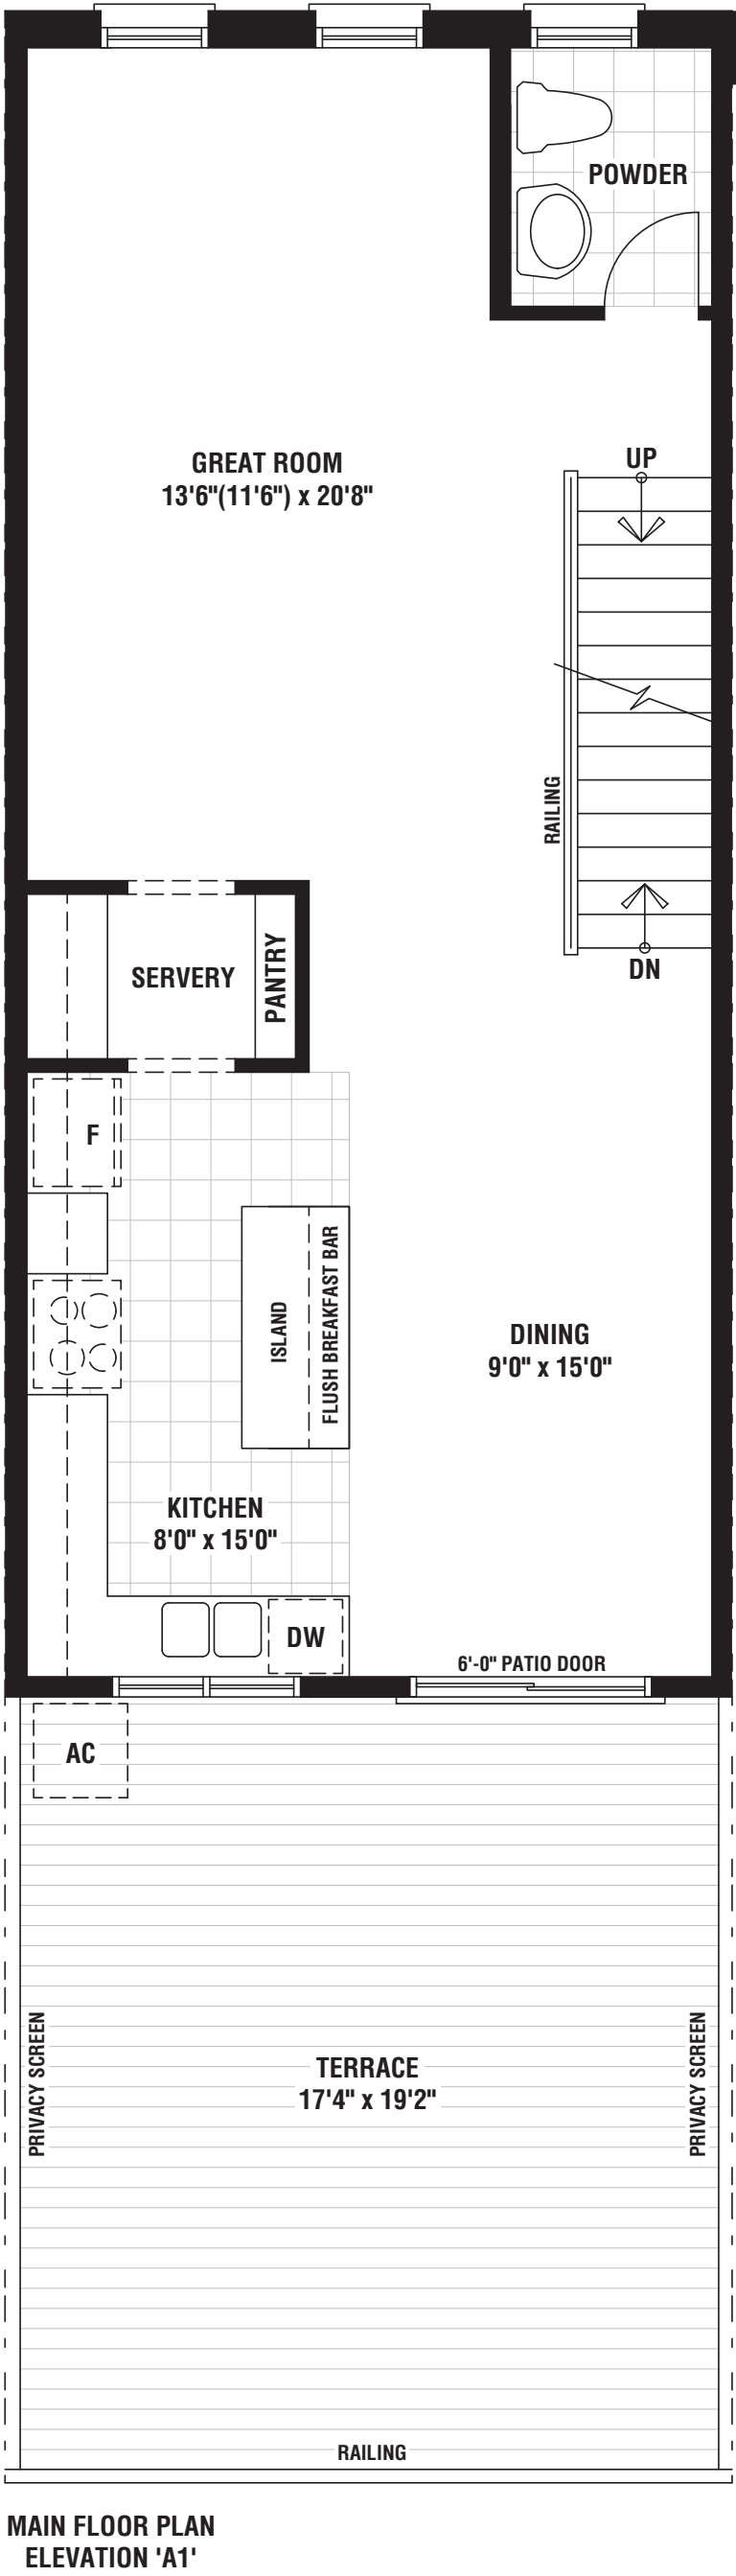 POWDER
GREAT ROOM
13'6"(11'6") x 20'8"
UP
RAILING
SERVERY
PANTRY
DN
F
ISLAND
FLUSH BREAKFAST BAR
DINING
9'0" x 15'0"
KITCHEN
8'0" x 15'0"
DW
6'-0" PATIO DOOR
AC
PRIVACY SCREEN
TERRACE
17'4" x 19'2"
PRIVACY SCREEN
RAILING
MAIN FLOOR PLAN
ELEVATION 'A1'